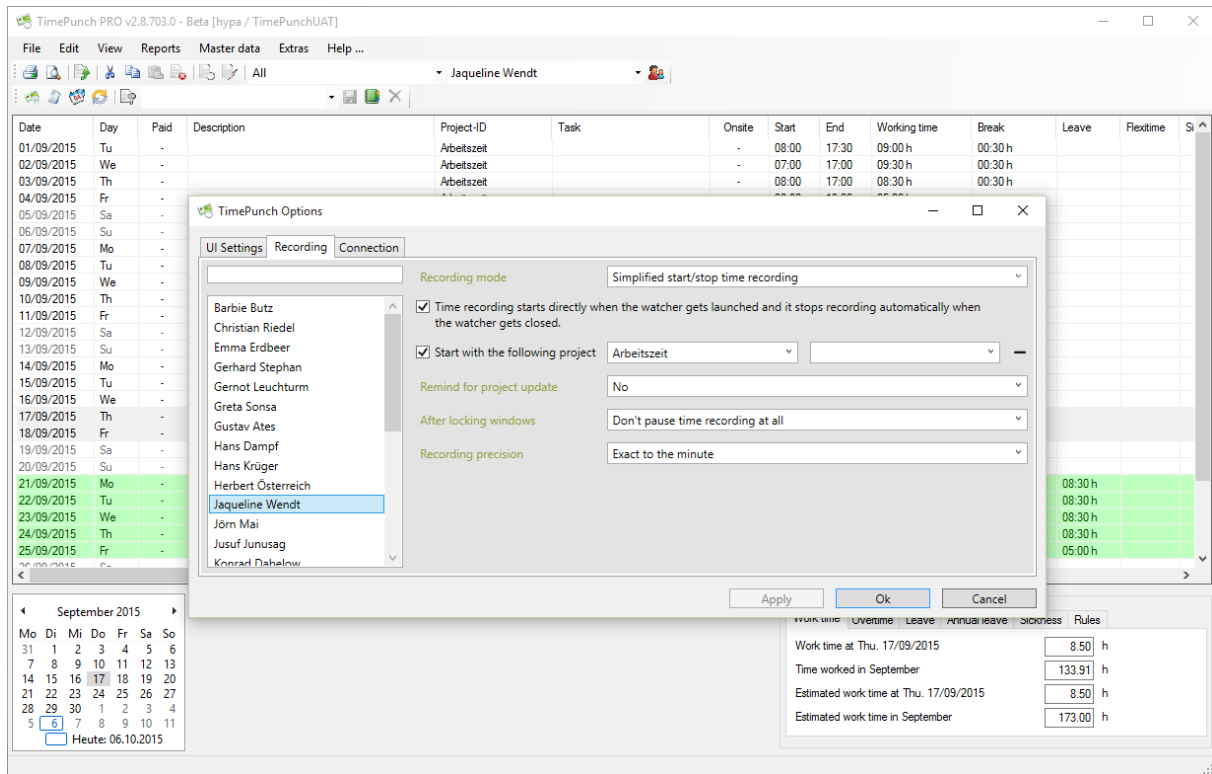 TimePunch PRO v2.8.703.0 - Beta [hypa / TimePunchUAT]
File Edit View Reports Master data Extras Help ...
All Jaqueline Wendt
Date Day Paid Description Project-ID Task Onsite Start End Working time Break Leave Flexitime
01/09/2015 Tu - Arbeitszeit - 08:00 17:30 09:00 h 00:30 h
02/09/2015 We - Arbeitszeit - 07:00 17:00 09:30 h 00:30 h
03/09/2015 Th - Arbeitszeit - 08:00 17:00 08:30 h 00:30 h
04/09/2015 Fr -
05/09/2015 Sa -
06/09/2015 Su -
07/09/2015 Mo -
08/09/2015 Tu -
09/09/2015 We -
10/09/2015 Th -
11/09/2015 Fr -
12/09/2015 Sa -
13/09/2015 Su -
14/09/2015 Mo -
15/09/2015 Tu -
16/09/2015 We -
17/09/2015 Th -
18/09/2015 Fr -
19/09/2015 Sa -
20/09/2015 Su -
21/09/2015 Mo - 08:30 h
22/09/2015 Tu - 08:30 h
23/09/2015 We - 08:30 h
24/09/2015 Th - 08:30 h
25/09/2015 Fr - 05:00 h
TimePunch Options
UI Settings Recording Connection
Barbie Butz
Christian Riedel
Emma Erdbeer
Gerhard Stephan
Gernot Leuchturm
Greta Sonsa
Gustav Ates
Hans Dampf
Hans Krüger
Herbert Österreich
Jaqueline Wendt
Jörn Mai
Jusuf Junusag
Konrad Dabelow
Recording mode Simplified start/stop time recording
Time recording starts directly when the watcher gets launched and it stops recording automatically when
the watcher gets closed.
Start with the following project Arbeitszeit
Remind for project update No
After locking windows Don't pause time recording at all
Recording precision Exact to the minute
Apply Ok Cancel
September 2015
Mo Di Mi Do Fr Sa So
31 1 2 3 4 5 6
7 8 9 10 11 12 13
14 15 16 17 18 19 20
21 22 23 24 25 26 27
28 29 30 1 2 3 4
5 6 7 8 9 10 11
Heute: 06.10.2015
Work time Overtime Leave Annual leave Sickness Rules
Work time at Thu. 17/09/2015 8.50 h
Time worked in September 133.91 h
Estimated work time at Thu. 17/09/2015 8.50 h
Estimated work time in September 173.00 h